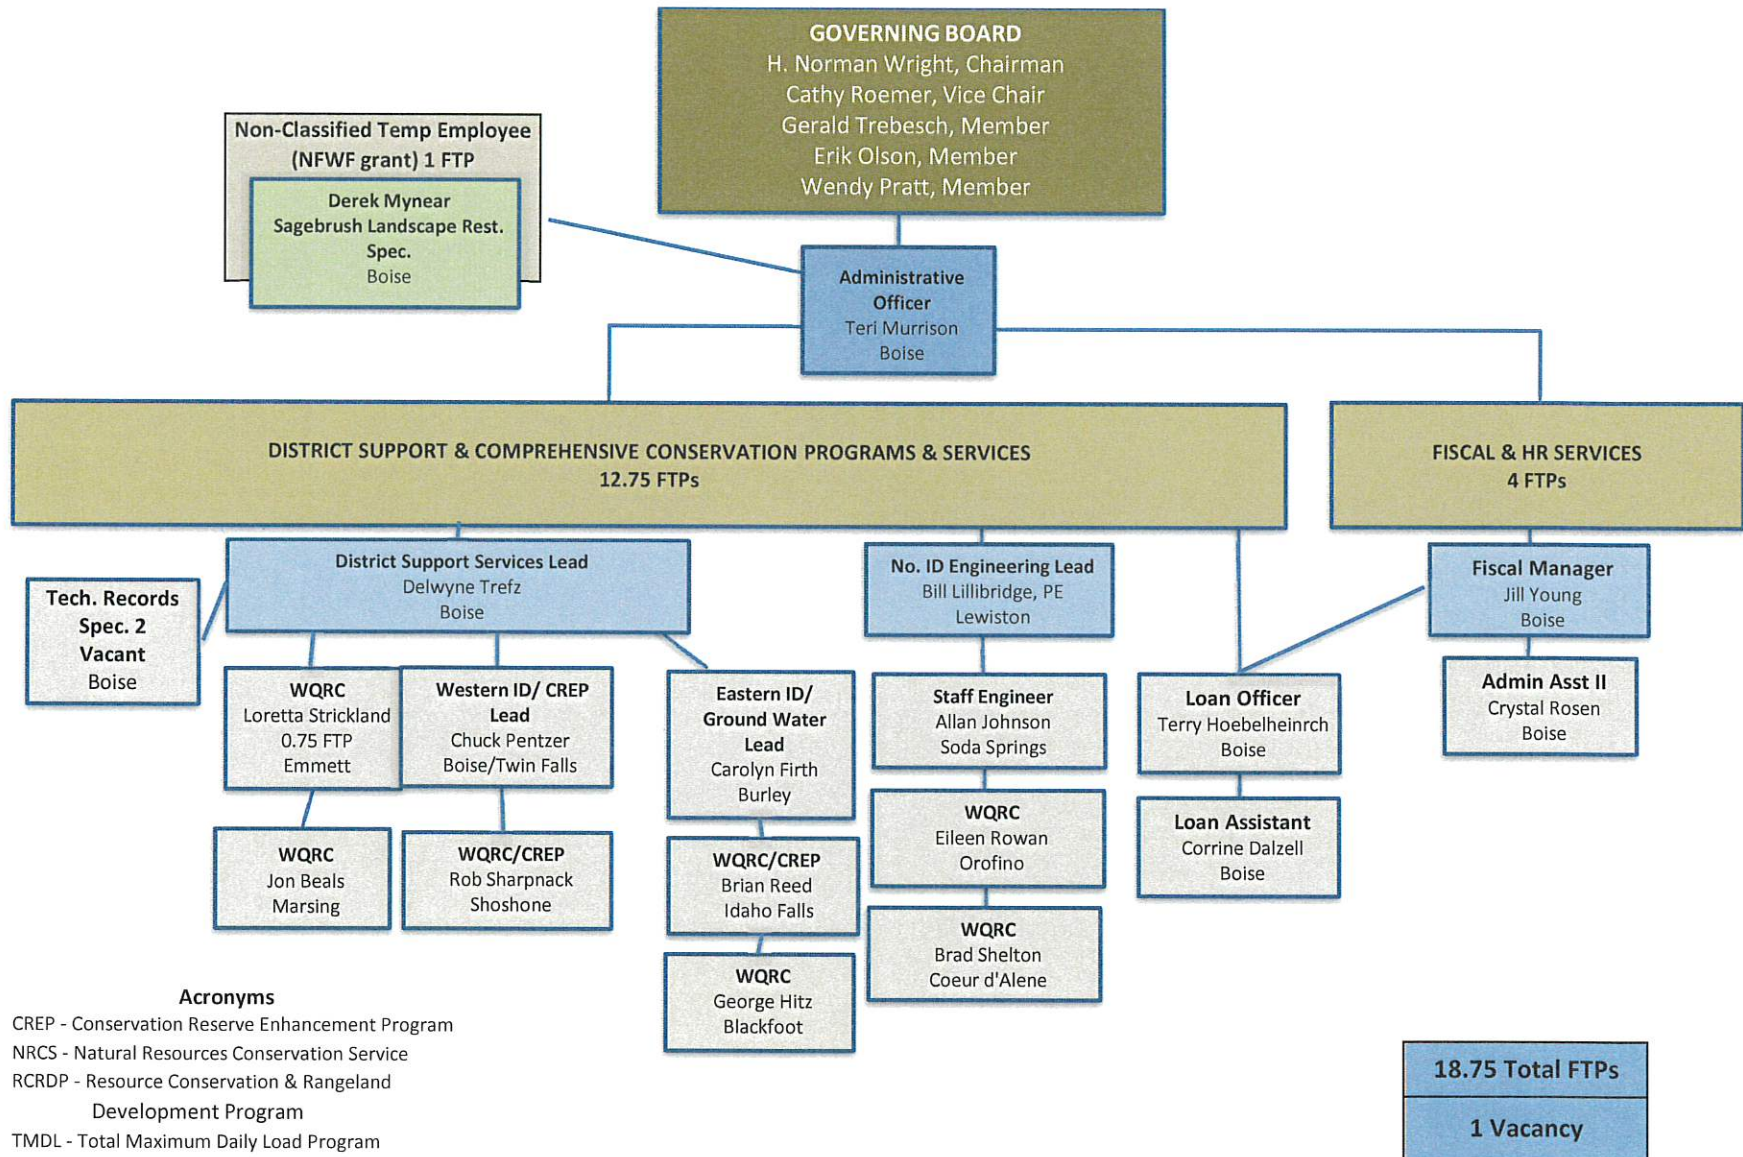 GOVERNING BOARD
H. Norman Wright, Chairman
Cathy Roemer, Vice Chair
Gerald Trebesch, Member
Erik Olson, Member
Wendy Pratt, Member
Non-Classified Temp Employee
(NFWF grant) 1 FTP
Derek Mynear
Sagebrush Landscape Rest.
Spec.
Boise
Administrative
Officer
Teri Murrison
Boise
DISTRICT SUPPORT & COMPREHENSIVE CONSERVATION PROGRAMS & SERVICES
12.75 FTPs
FISCAL & HR SERVICES
4 FTPs
District Support Services Lead
Delwyne Trefz
Boise
No. ID Engineering Lead
Bill Lillibridge, PE
Lewiston
Fiscal Manager
Jill Young
Boise
Tech. Records
Spec. 2
Vacant
Boise
WQRC
Loretta Strickland
0.75 FTP
Emmett
Western ID/ CREP
Lead
Chuck Pentzer
Boise/Twin Falls
Eastern ID/
Ground Water
Lead
Carolyn Firth
Burley
Staff Engineer
Allan Johnson
Soda Springs
Loan Officer
Terry Hoebelheinrch
Boise
Admin Asst II
Crystal Rosen
Boise
WQRC
Jon Beals
Marsing
WQRC/CREP
Rob Sharpnack
Shoshone
WQRC/CREP
Brian Reed
Idaho Falls
WQRC
Eileen Rowan
Orofino
Loan Assistant
Corrine Dalzell
Boise
WQRC
George Hitz
Blackfoot
WQRC
Brad Shelton
Coeur d'Alene
Acronyms
CREP - Conservation Reserve Enhancement Program
NRCS - Natural Resources Conservation Service
RCRDP - Resource Conservation & Rangeland
Development Program
TMDL - Total Maximum Daily Load Program
18.75 Total FTPs
1 Vacancy